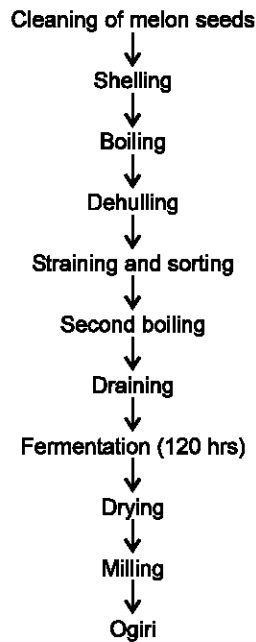 Cleaning of melon seeds
Shelling
Boiling
Dehulling
Straining and sorting
Second boiling
Draining
Fermentation (120 hrs)
Drying
Milling
Ogiri